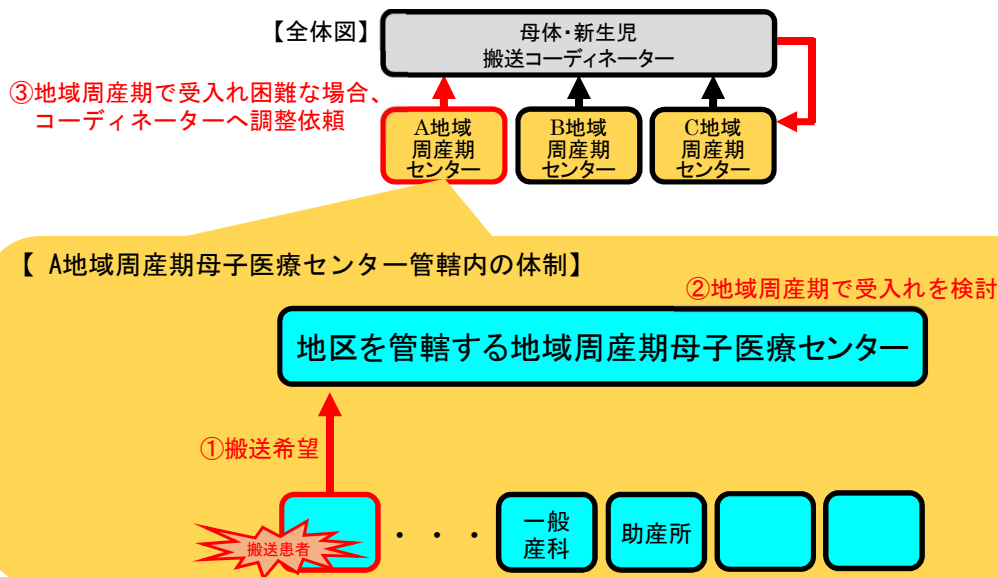 【全体図】
母体・新生児
搬送コーディネーター
③地域周産期で受入れ困難な場合、
コーディネーターへ調整依頼
A地域
周産期
センター
B地域
周産期
センター
C地域
周産期
センター
【 A地域周産期母子医療センター管轄内の体制】
②地域周産期で受入れを検討
地区を管轄する地域周産期母子医療センター
①搬送希望
搬送患者
・ ・ ・
一般
産科
助産所